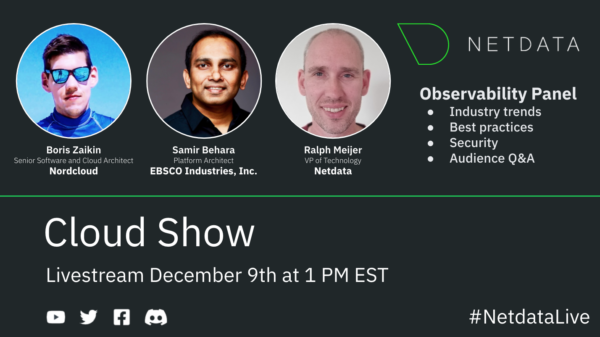 NETDATA
Observability Panel
● Industry trends
● Best practices
● Security
● Audience Q&A
Boris Zaikin
Senior Software and Cloud Architect
Nordcloud
Samir Behara
Platform Architect
EBSCO Industries, Inc.
Ralph Meijer
VP of Technology
Netdata
Cloud Show
Livestream December 9th at 1 PM EST
#NetdataLive